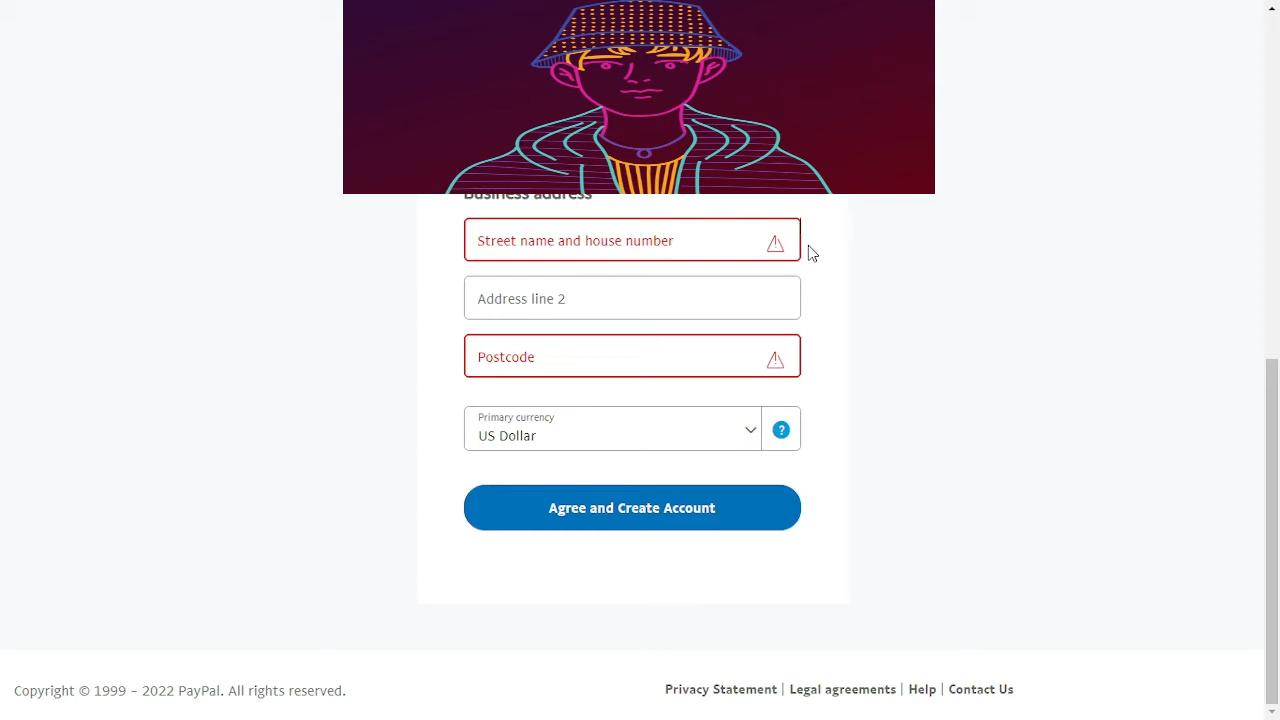 Business address
Street name and house number
Address line 2
Postcode
Primary currency
US Dollar
?
Agree and Create Account
Copyright © 1999 - 2022 PayPal. All rights reserved.
Privacy Statement | Legal agreements | Help | Contact Us